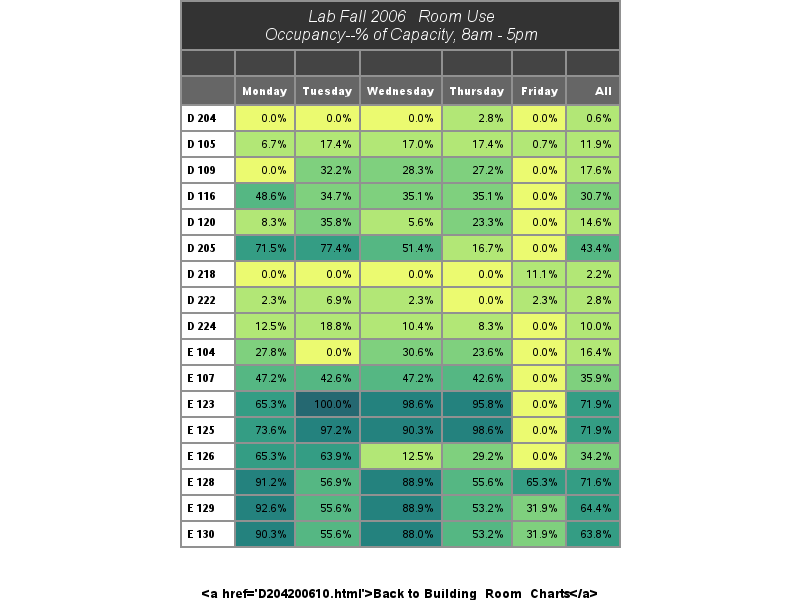 Lab Fall 2006 Room Use
Occupancy--% of Capacity, 8am - 5pm
Monday Tuesday Wednesday Thursday Friday All
D 204 0.0% 0.0% 0.0% 2.8% 0.0% 0.6%
D 105 6.7% 17.4% 17.0% 17.4% 0.7% 11.9%
D 109 0.0% 32.2% 28.3% 27.2% 0.0% 17.6%
D 116 48.6% 34.7% 35.1% 35.1% 0.0% 30.7%
D 120 8.3% 35.8% 5.6% 23.3% 0.0% 14.6%
D 205 71.5% 77.4% 51.4% 16.7% 0.0% 43.4%
D 218 0.0% 0.0% 0.0% 0.0% 11.1% 2.2%
D 222 2.3% 6.9% 2.3% 0.0% 2.3% 2.8%
D 224 12.5% 18.8% 10.4% 8.3% 0.0% 10.0%
E 104 27.8% 0.0% 30.6% 23.6% 0.0% 16.4%
E 107 47.2% 42.6% 47.2% 42.6% 0.0% 35.9%
E 123 65.3% 100.0% 98.6% 95.8% 0.0% 71.9%
E 125 73.6% 97.2% 90.3% 98.6% 0.0% 71.9%
E 126 65.3% 63.9% 12.5% 29.2% 0.0% 34.2%
E 128 91.2% 56.9% 88.9% 55.6% 65.3% 71.6%
E 129 92.6% 55.6% 88.9% 53.2% 31.9% 64.4%
E 130 90.3% 55.6% 88.0% 53.2% 31.9% 63.8%
<a href='D204200610.html'>Back to Building_Room_Charts</a>